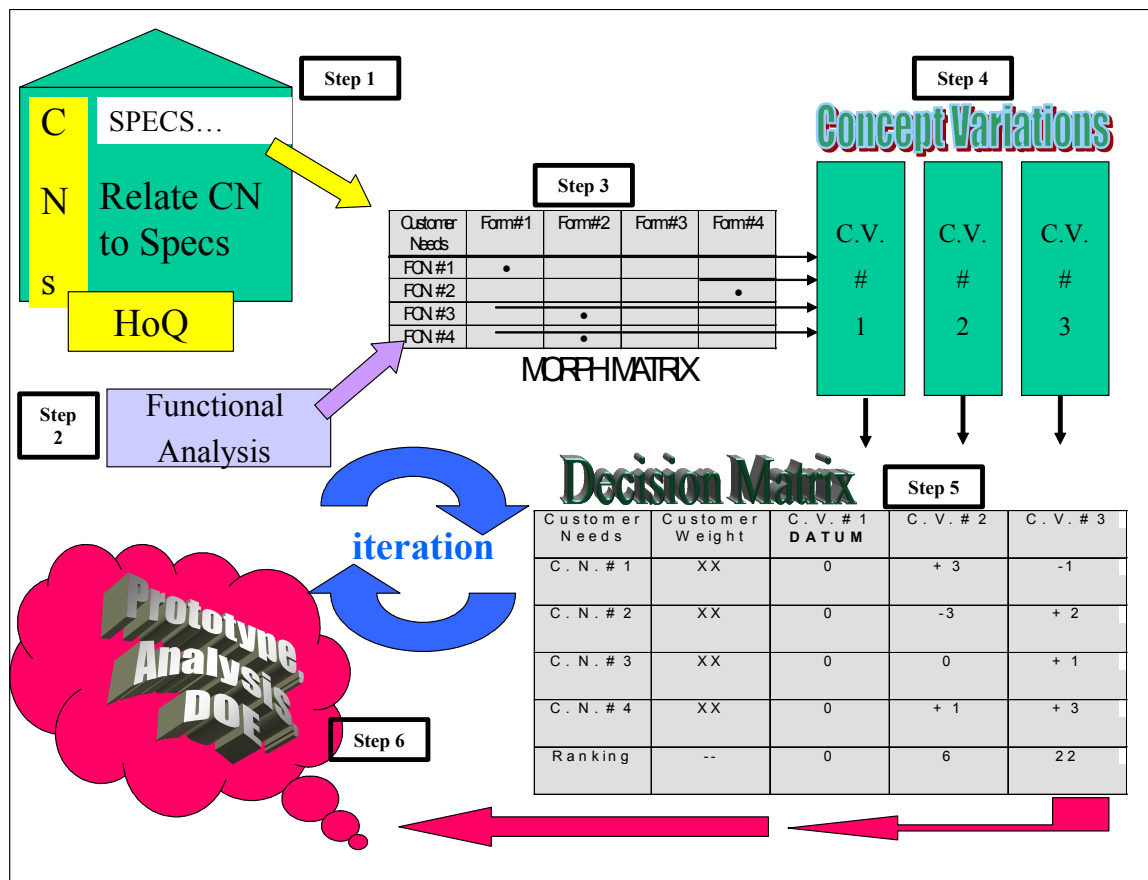 Step 1
C
N
s
SPECS…
Relate CN
to Specs
HoQ
Step
2
Functional
Analysis
Step 3
Customer Needs Form#1 Form#2 Form#3 Form#4
FCN #1 •
FCN #2 •
FCN #3 •
FCN #4 •
MORPH MATRIX
Step 4
Concept Variations
C.V.
#
1
C.V.
#
2
C.V.
#
3
Decision Matrix
Step 5
Customer Needs Customer Weight C.V.#1 DATUM C.V.#2 C.V.#3
C.N.#1 XX 0 +3 -1
C.N.#2 XX 0 -3 +2
C.N.#3 XX 0 0 +1
C.N.#4 XX 0 +1 +3
Ranking -- 0 6 22
iteration
Prototype,
Analysis,
DOE
Step 6